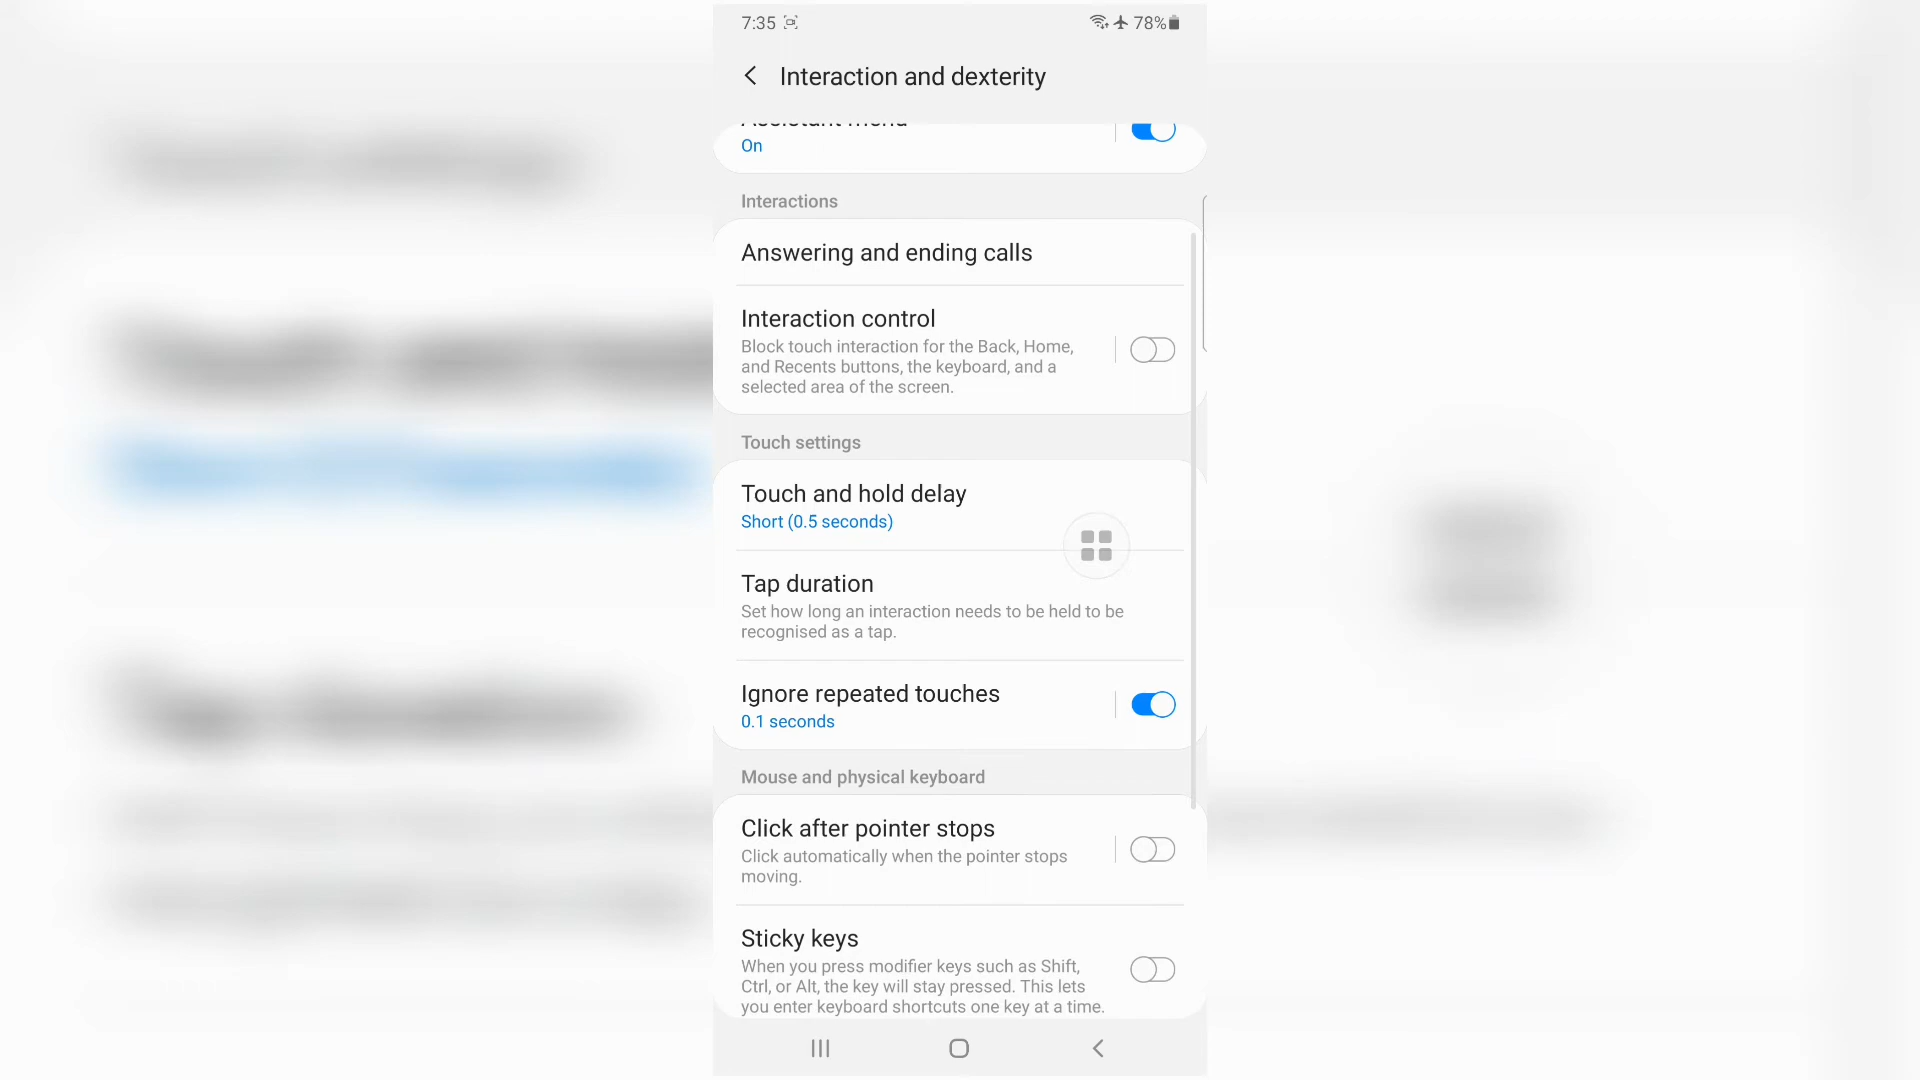 7:35
78%
Interaction and dexterity
Assistant menu
On
Interactions
Answering and ending calls
Interaction control
Block touch interaction for the Back, Home,
and Recents buttons, the keyboard, and a
selected area of the screen.
Touch settings
Touch and hold delay
Short (0.5 seconds)
Tap duration
Set how long an interaction needs to be held to be
recognised as a tap.
Ignore repeated touches
0.1 seconds
Mouse and physical keyboard
Click after pointer stops
Click automatically when the pointer stops
moving.
Sticky keys
When you press modifier keys such as Shift,
Ctrl, or Alt, the key will stay pressed. This lets
you enter keyboard shortcuts one key at a time.